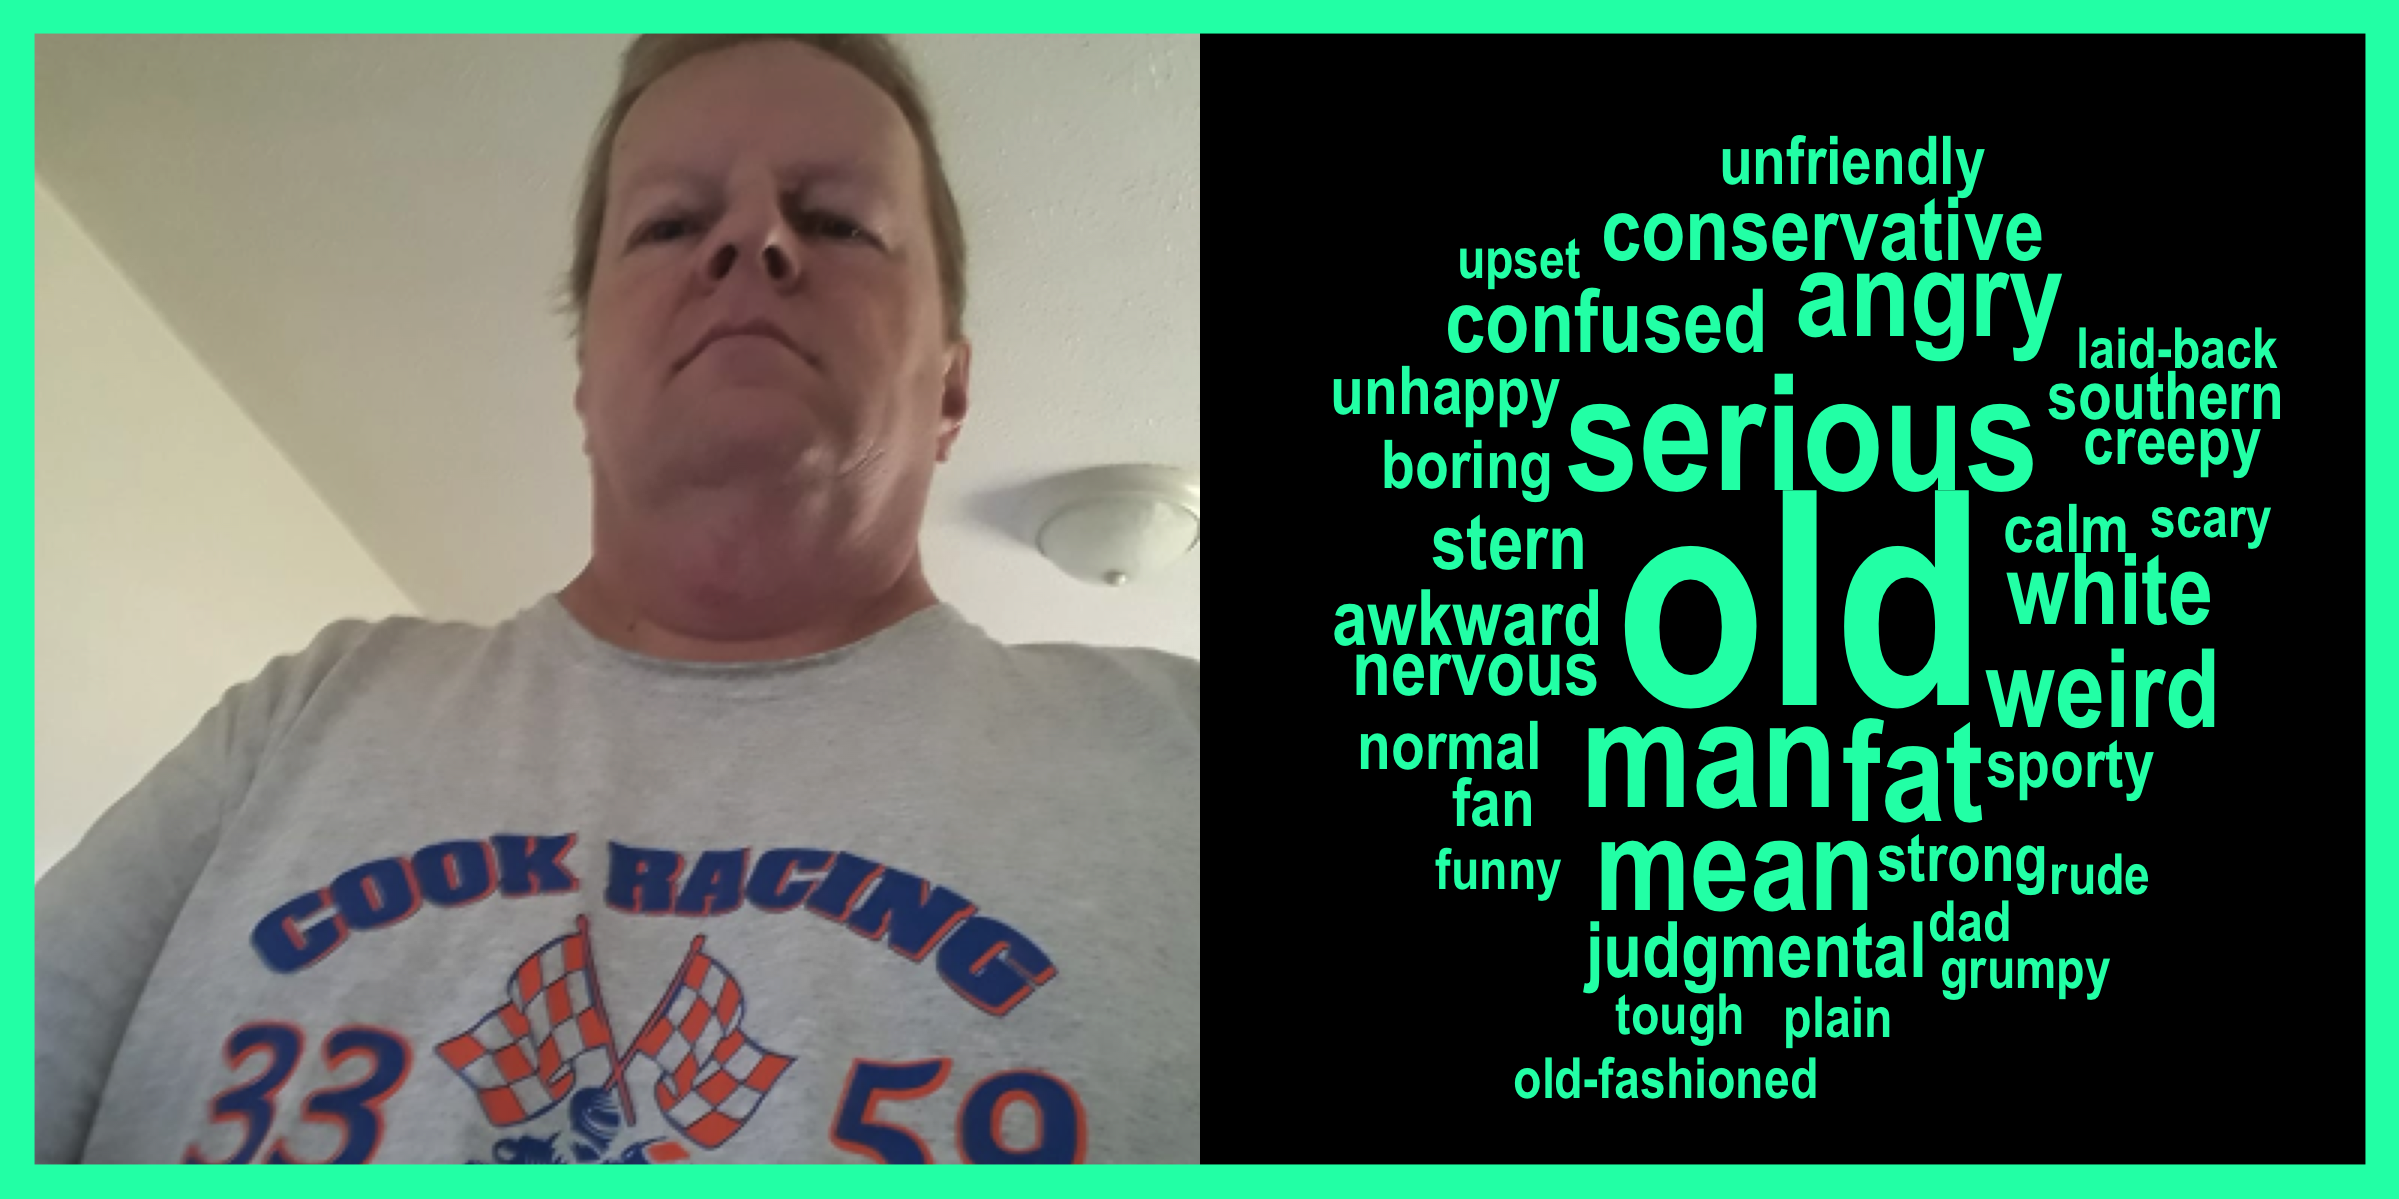 COOK RACING
33 59
unfriendly
conservative
upset
angry
confused
laid-back
unhappy
serious
southern
creepy
boring
old
calm
scary
stern
white
awkward
nervous
weird
normal
man
fat
sporty
fan
mean
strong
rude
funny
dad
judgmental
grumpy
tough
plain
old-fashioned